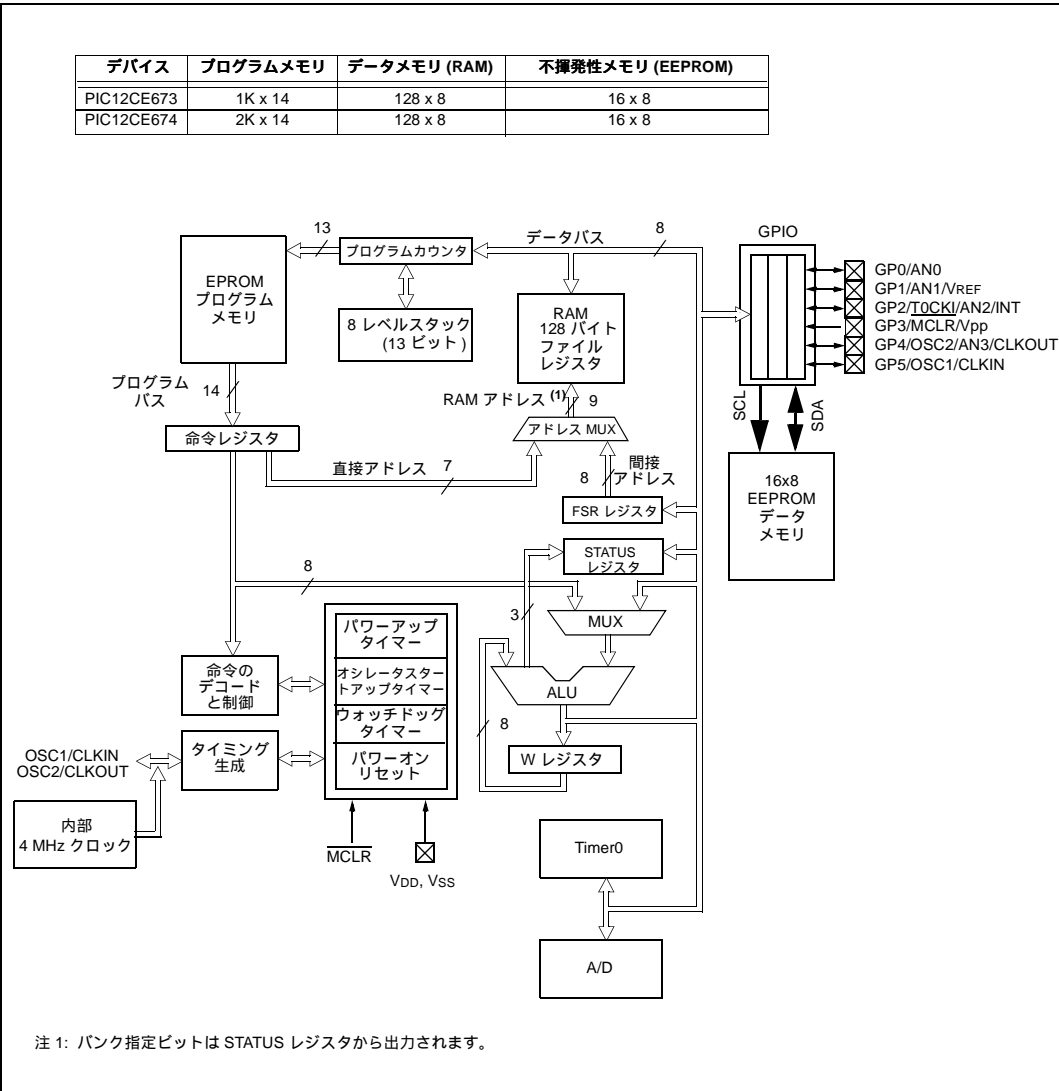 デバイス プログラムメモリ データメモリ (RAM) 不揮発性メモリ (EEPROM)
PIC12CE673 1K x 14 128 x 8 16 x 8
PIC12CE674 2K x 14 128 x 8 16 x 8
EPROM
プログラム
メモリ
13
プログラムカウンタ
データバス
8
GPIO
8 レベルスタック
(13 ビット)
RAM
128 バイト
ファイル
レジスタ
GP0/AN0
GP1/AN1/VREF
GP2/T0CKI/AN2/INT
GP3/MCLR/Vpp
GP4/OSC2/AN3/CLKOUT
GP5/OSC1/CLKIN
プログラム
バス
14
RAM アドレス (1)
9
SCL
SDA
命令レジスタ
アドレス MUX
直接アドレス
7
8
間接
アドレス
16x8
EEPROM
データ
メモリ
FSR レジスタ
STATUS
レジスタ
8
3
MUX
パワーアップ
タイマー
オシレータスター
トアップタイマー
ウォッチドッグ
タイマー
パワーオン
リセット
命令の
デコード
と制御
ALU
8
W レジスタ
OSC1/CLKIN
OSC2/CLKOUT
タイミング
生成
内部
4 MHz クロック
MCLR
VDD, VSS
Timer0
A/D
注 1: バンク指定ビットは STATUS レジスタから出力されます。